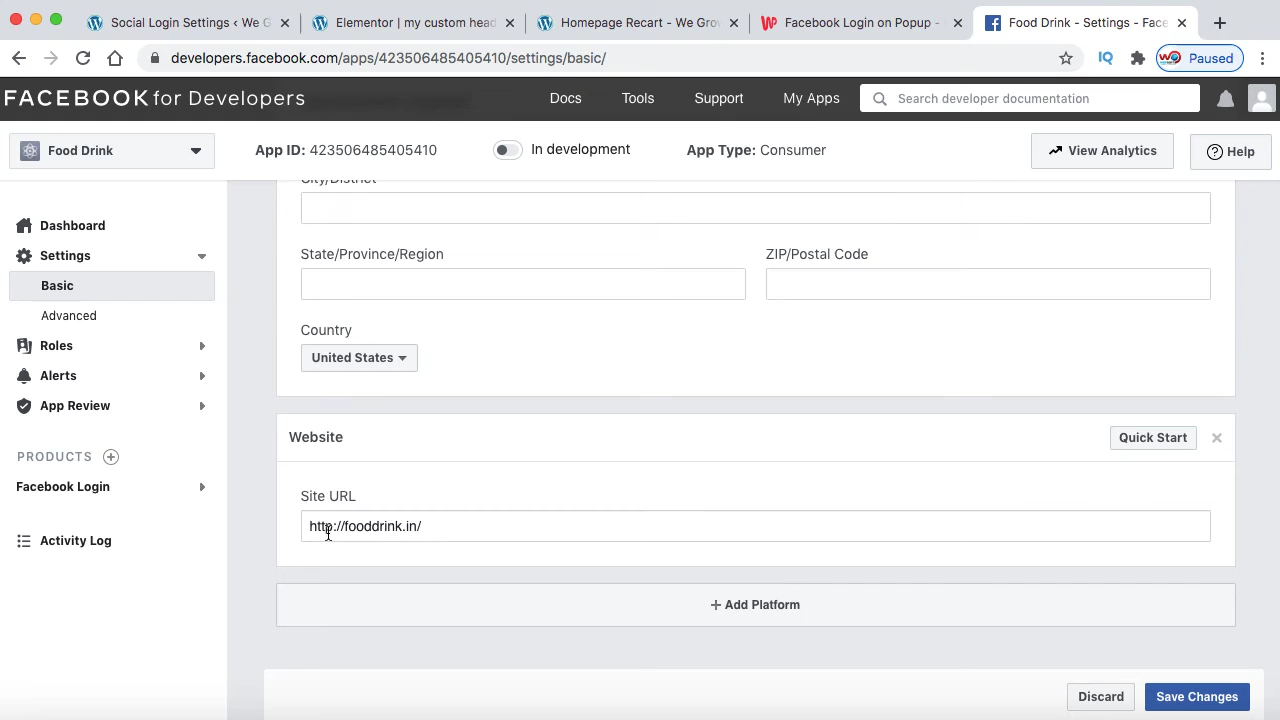 Social Login Settings ‹ We G
Elementor | my custom head
Homepage Recart - We Gro
Facebook Login on Popup -
Food Drink - Settings - Face
developers.facebook.com/apps/423506485405410/settings/basic/
IQ
Paused
FACEBOOK for Developers
Docs
Tools
Support
My Apps
Search developer documentation
Food Drink
App ID: 423506485405410
In development
App Type: Consumer
View Analytics
Help
Dashboard
Settings
Basic
Advanced
Roles
Alerts
App Review
PRODUCTS
Facebook Login
Activity Log
City/District
State/Province/Region
ZIP/Postal Code
Country
United States
Website
Quick Start
Site URL
http://fooddrink.in/
+ Add Platform
Discard
Save Changes